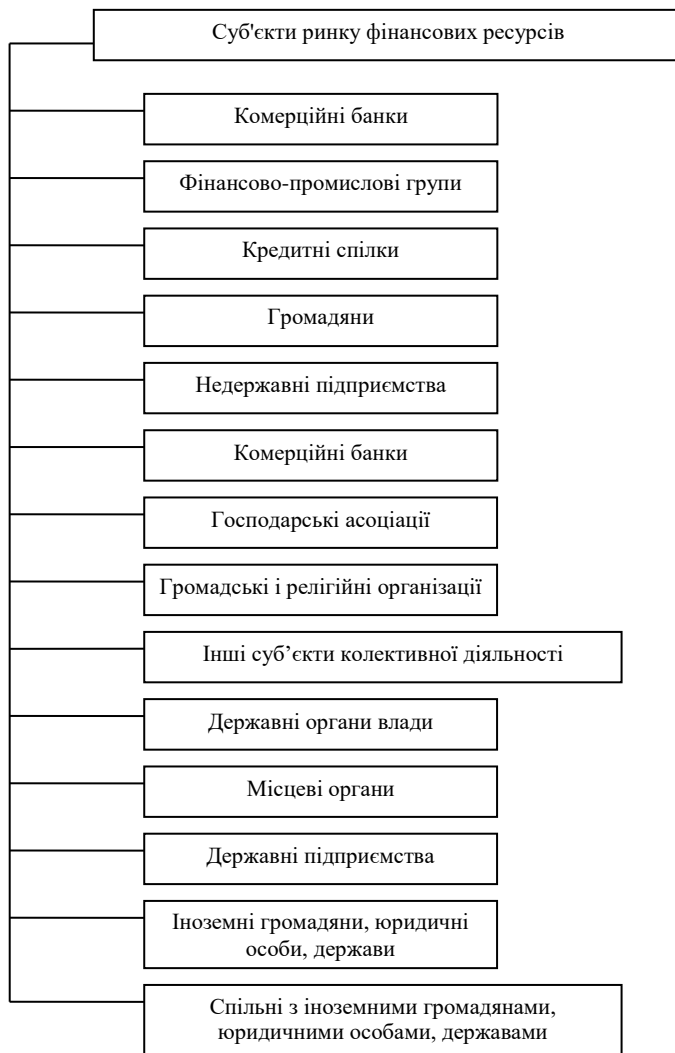 Суб'єкти ринку фінансових ресурсів
Комерційні банки
Фінансово-промислові групи
Кредитні спілки
Громадяни
Недержавні підприємства
Комерційні банки
Господарські асоціації
Громадські і релігійні організації
Інші суб’єкти колективної діяльності
Державні органи влади
Місцеві органи
Державні підприємства
Іноземні громадяни, юридичні
особи, держави
Спільні з іноземними громадянами,
юридичними особами, державами